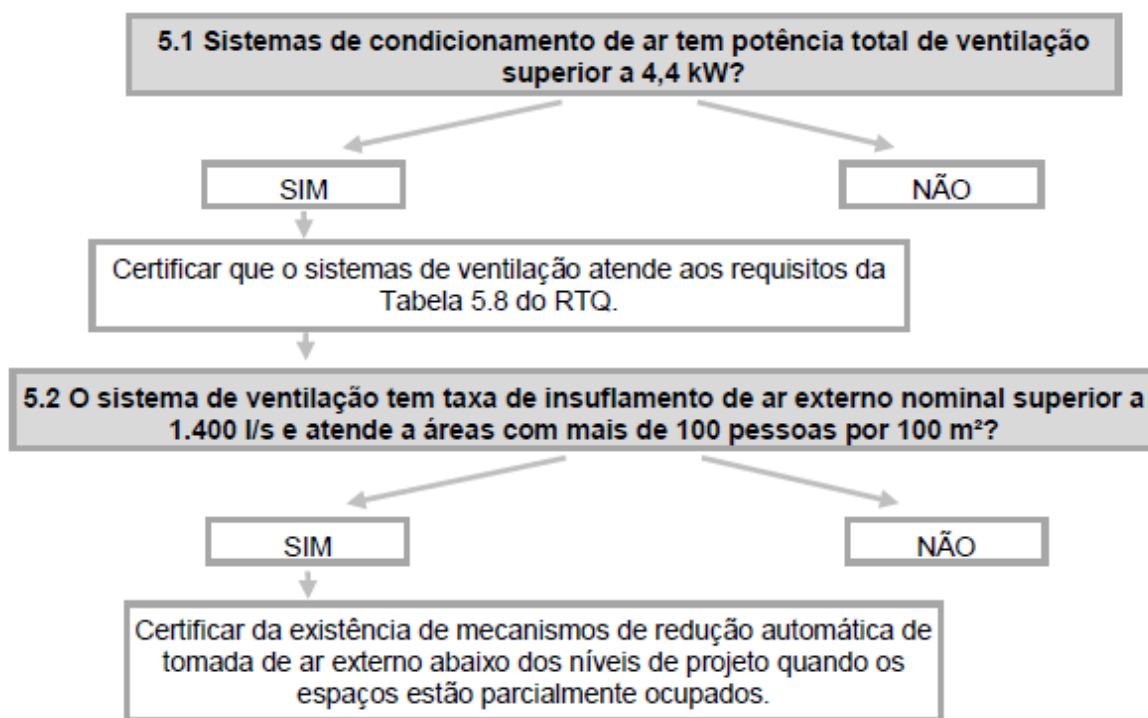 5.1 Sistemas de condicionamento de ar tem potência total de ventilação
superior a 4,4 kW?
SIM
NÃO
Certificar que o sistemas de ventilação atende aos requisitos da
Tabela 5.8 do RTQ.
5.2 O sistema de ventilação tem taxa de insuflamento de ar externo nominal superior a
1.400 l/s e atende a áreas com mais de 100 pessoas por 100 m²?
SIM
NÃO
Certificar da existência de mecanismos de redução automática de
tomada de ar externo abaixo dos níveis de projeto quando os
espaços estão parcialmente ocupados.